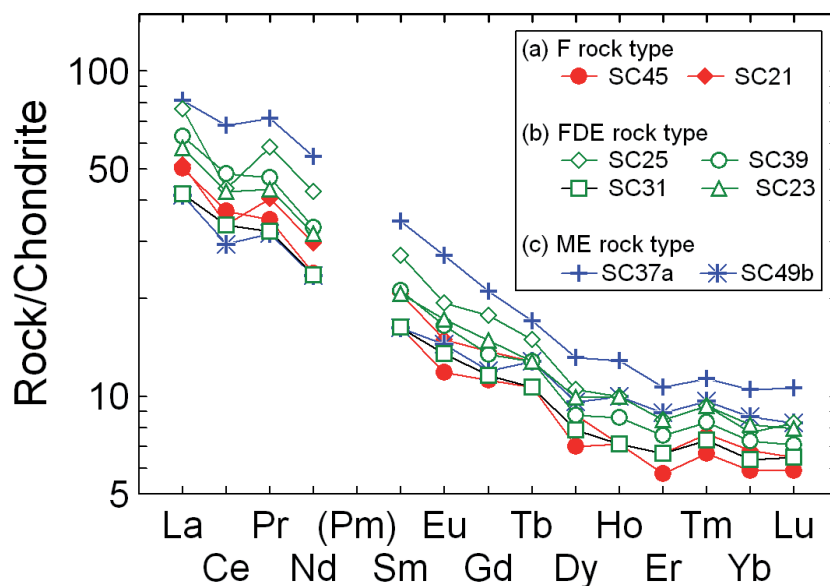 Rock/Chondrite
100
50
10
5
(a) F rock type
SC45 SC21
(b) FDE rock type
SC25 SC39
SC31 SC23
(c) ME rock type
SC37a SC49b
La Pr (Pm) Eu Tb Ho Tm Lu
Ce Nd Sm Gd Dy Er Yb